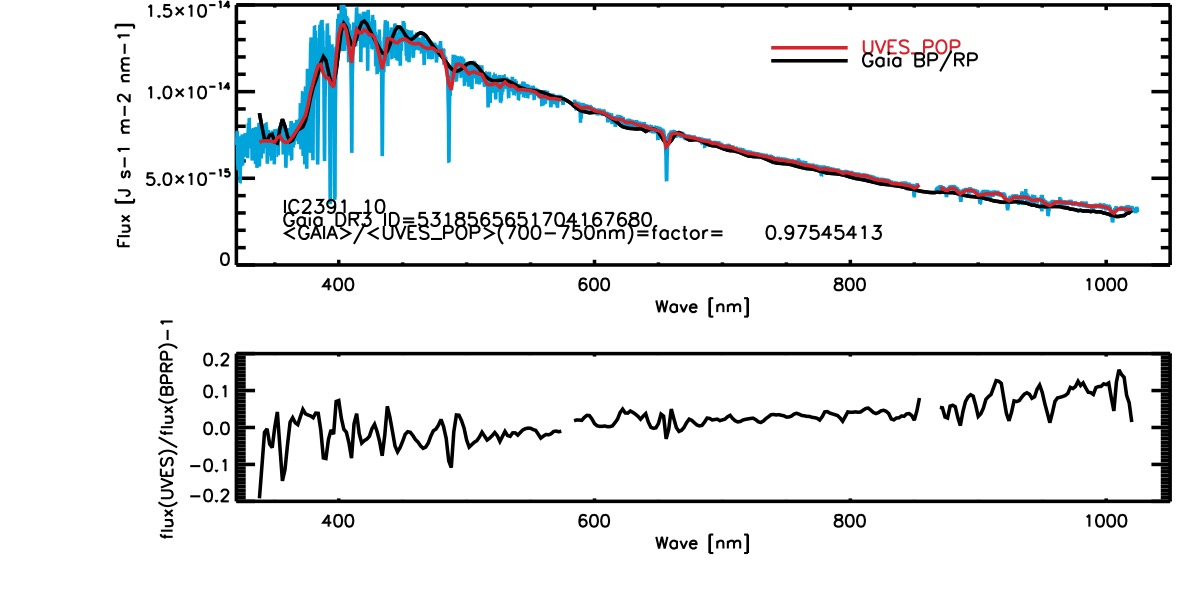 1.5×10−14
1.0×10−14
5.0×10−15
0
Flux [J s−1 m−2 nm−1]
UVES_POP
Gaia BP/RP
IC2391_10
Gaia DR3 ID=5318565651704167680
<GAIA>/<UVES_POP>(700−750nm)=factor= 0.97545413
400 600 800 1000
Wave [nm]
flux(UVES)/flux(BPRP)−1
0.2
0.1
0.0
−0.1
−0.2
400 600 800 1000
Wave [nm]